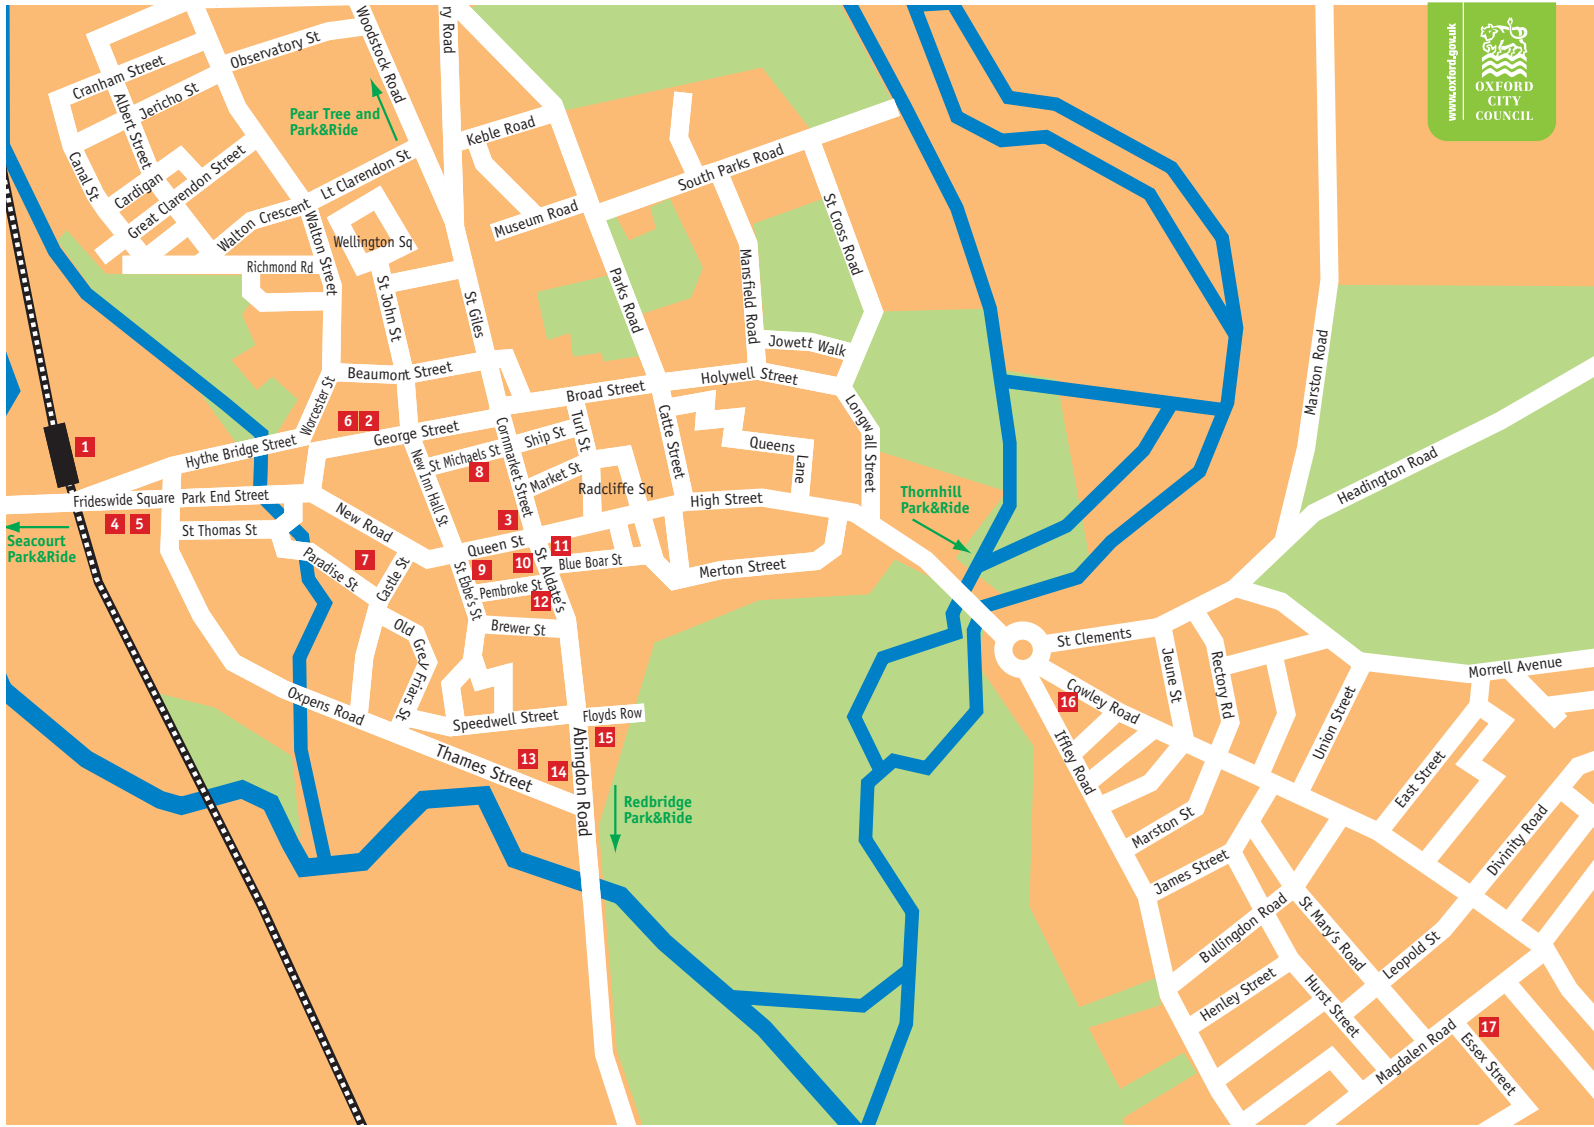 ry Road
Woodstock Road
www.oxford.gov.uk
OXFORD
CITY
COUNCIL
Observatory St
Cranham Street
Jericho St
Albert Street
Pear Tree and
Park&Ride
Keble Road
Canal St
Cardigan
Great Clarendon Street
Lt Clarendon St
South Parks Road
Walton Crescent
Walton Street
Museum Road
Wellington Sq
St Cross Road
Richmond Rd
St John St
St Giles
Parks Road
Mansfield Road
Jowett Walk
Marston Road
Beaumont Street
Holywell Street
Broad Street
Worcester St
6
2
George Street
Cornmarket Street
Ship St
Turl St
Catte Street
Longwall Street
1
Hythe Bridge Street
New Inn Hall St
St Michaels St
8
Market St
Queens
Lane
Headington Road
Frideswide Square
Park End Street
Radcliffe Sq
High Street
Thornhill
Park&Ride
4
5
St Thomas St
New Road
3
Seacourt
Park&Ride
Queen St
11
7
Paradise St
Castle St
St Ebbe's St
9
10
St Aldate's
Blue Boar St
Merton Street
Pembroke St
12
Old Grey Friars St
Brewer St
St Clements
Jeune St
Rectory Rd
Morrell Avenue
Oxpens Road
Speedwell Street
Floyds Row
16
Cowley Road
Union Street
Thames Street
13
14
15
Abingdon Road
Iffley Road
East Street
Redbridge
Park&Ride
Marston St
Divinity Road
James Street
Bullingdon Road
St Mary's Road
Leopold St
Henley Street
Hurst Street
Magdalen Road
17
Essex Street